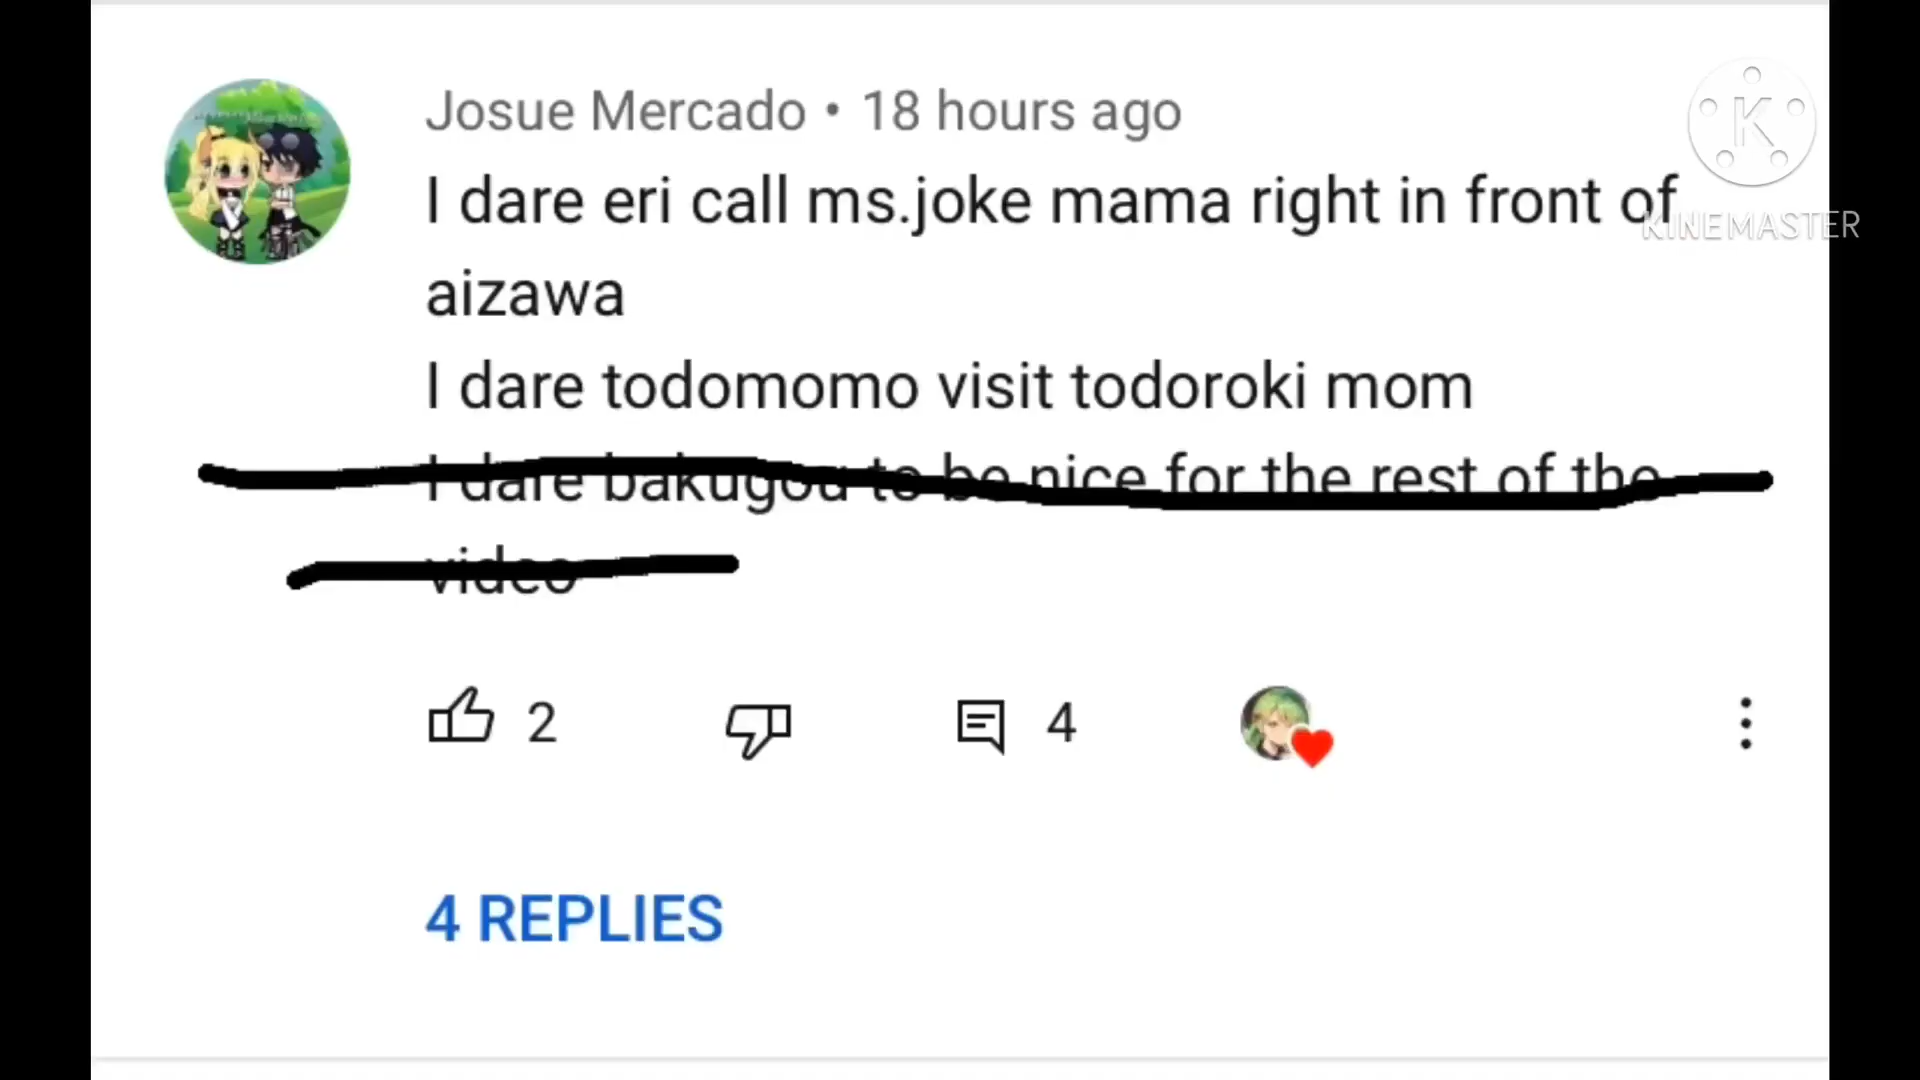 Josue Mercado • 18 hours ago
I dare eri call ms.joke mama right in front of
aizawa
I dare todomomo visit todoroki mom
I dare bakugou to be nice for the rest of the
video
2
4
4 REPLIES
K
KINEMASTER